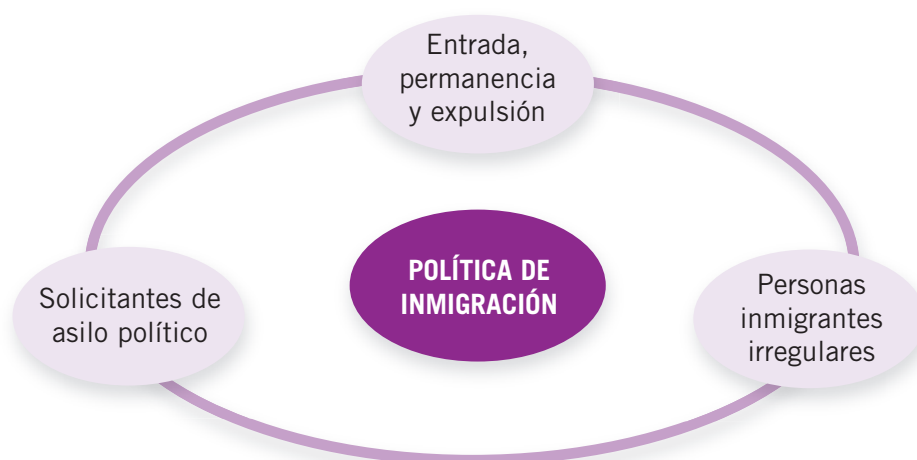 Entrada,
permanencia
y expulsión
POLÍTICA DE
INMIGRACIÓN
Solicitantes de
asilo político
Personas
inmigrantes
irregulares